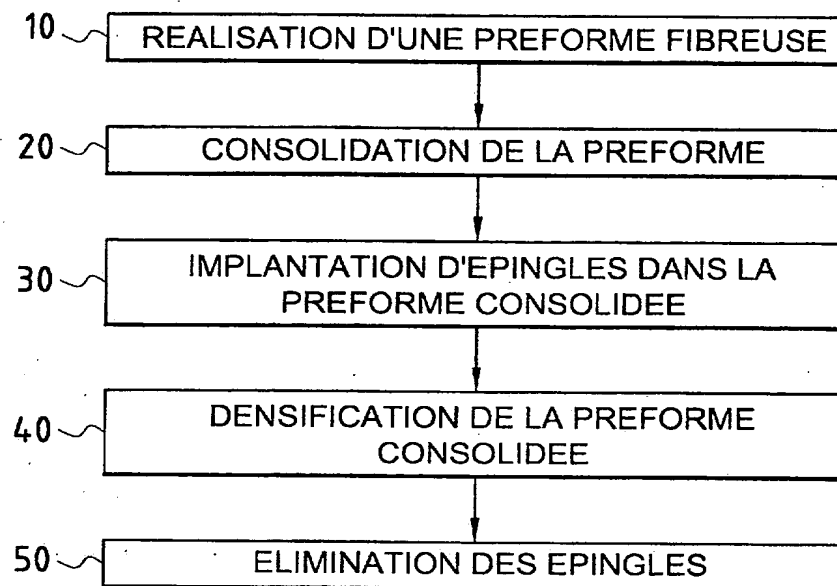 10 REALISATION D'UNE PREFORME FIBREUSE
20 CONSOLIDATION DE LA PREFORME
30 IMPLANTATION D'EPINGLES DANS LA
PREFORME CONSOLIDEE
40 DENSIFICATION DE LA PREFORME
CONSOLIDEE
50 ELIMINATION DES EPINGLES